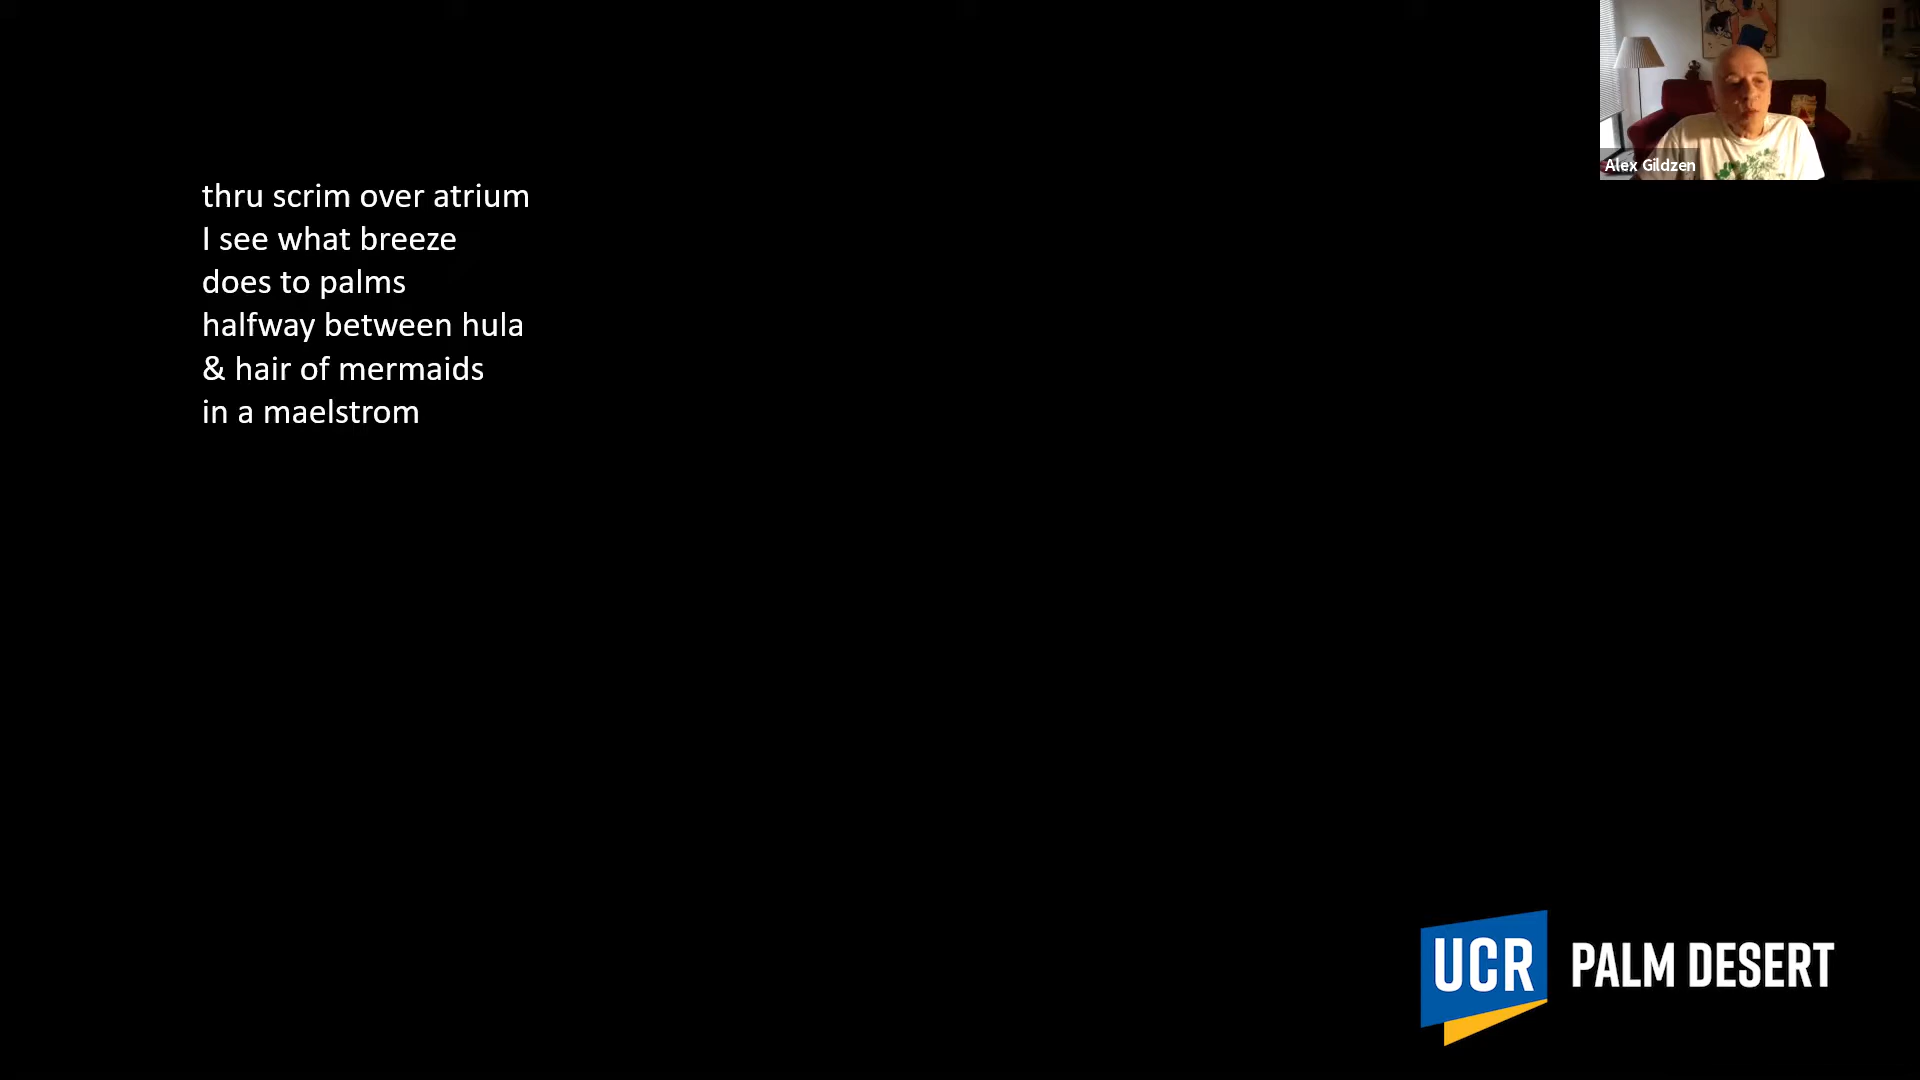 thru scrim over atrium
I see what breeze
does to palms
halfway between hula
& hair of mermaids
in a maelstrom
Alex Gildzen
UCR PALM DESERT